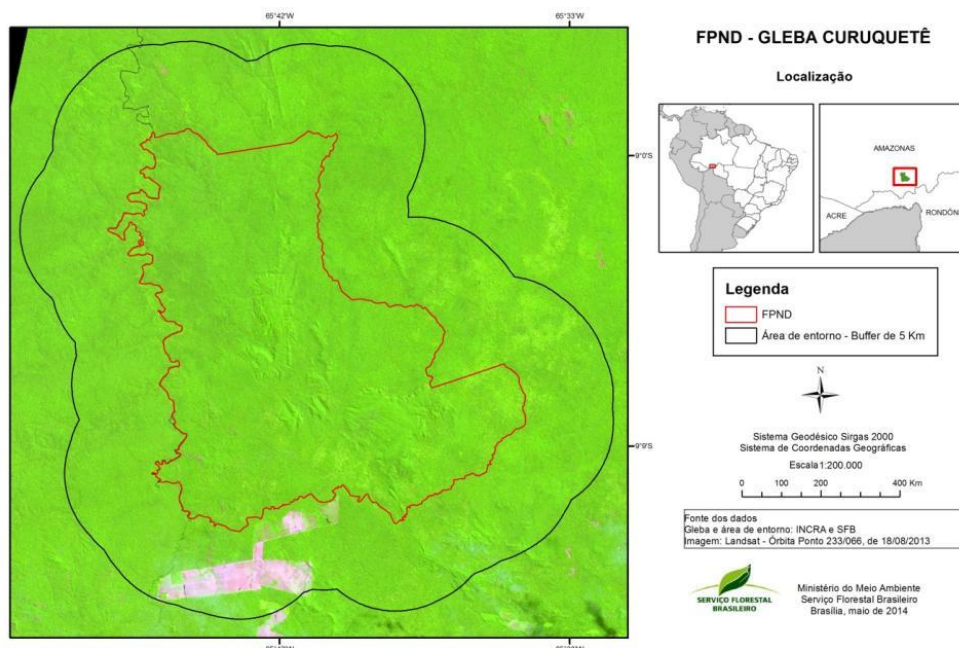 65°42'W
65°33'W
9°0'S
9°9'S
FPND - GLEBA CURUQUETÊ
Localização
AMAZONAS
ACRE
RONDÔN
Legenda
FPND
Área de entorno - Buffer de 5 Km
N
Sistema Geodésico Sirgas 2000
Sistema de Coordenadas Geográficas
Escala1:200.000
0 100 200 400 Km
Fonte dos dados
Gleba e área de entorno: INCRA e SFB
Imagem: Landsat - Órbita Ponto 233/066, de 18/08/2013
SERVIÇO FLORESTAL
BRASILEIRO
Ministério do Meio Ambiente
Serviço Florestal Brasileiro
Brasília, maio de 2014